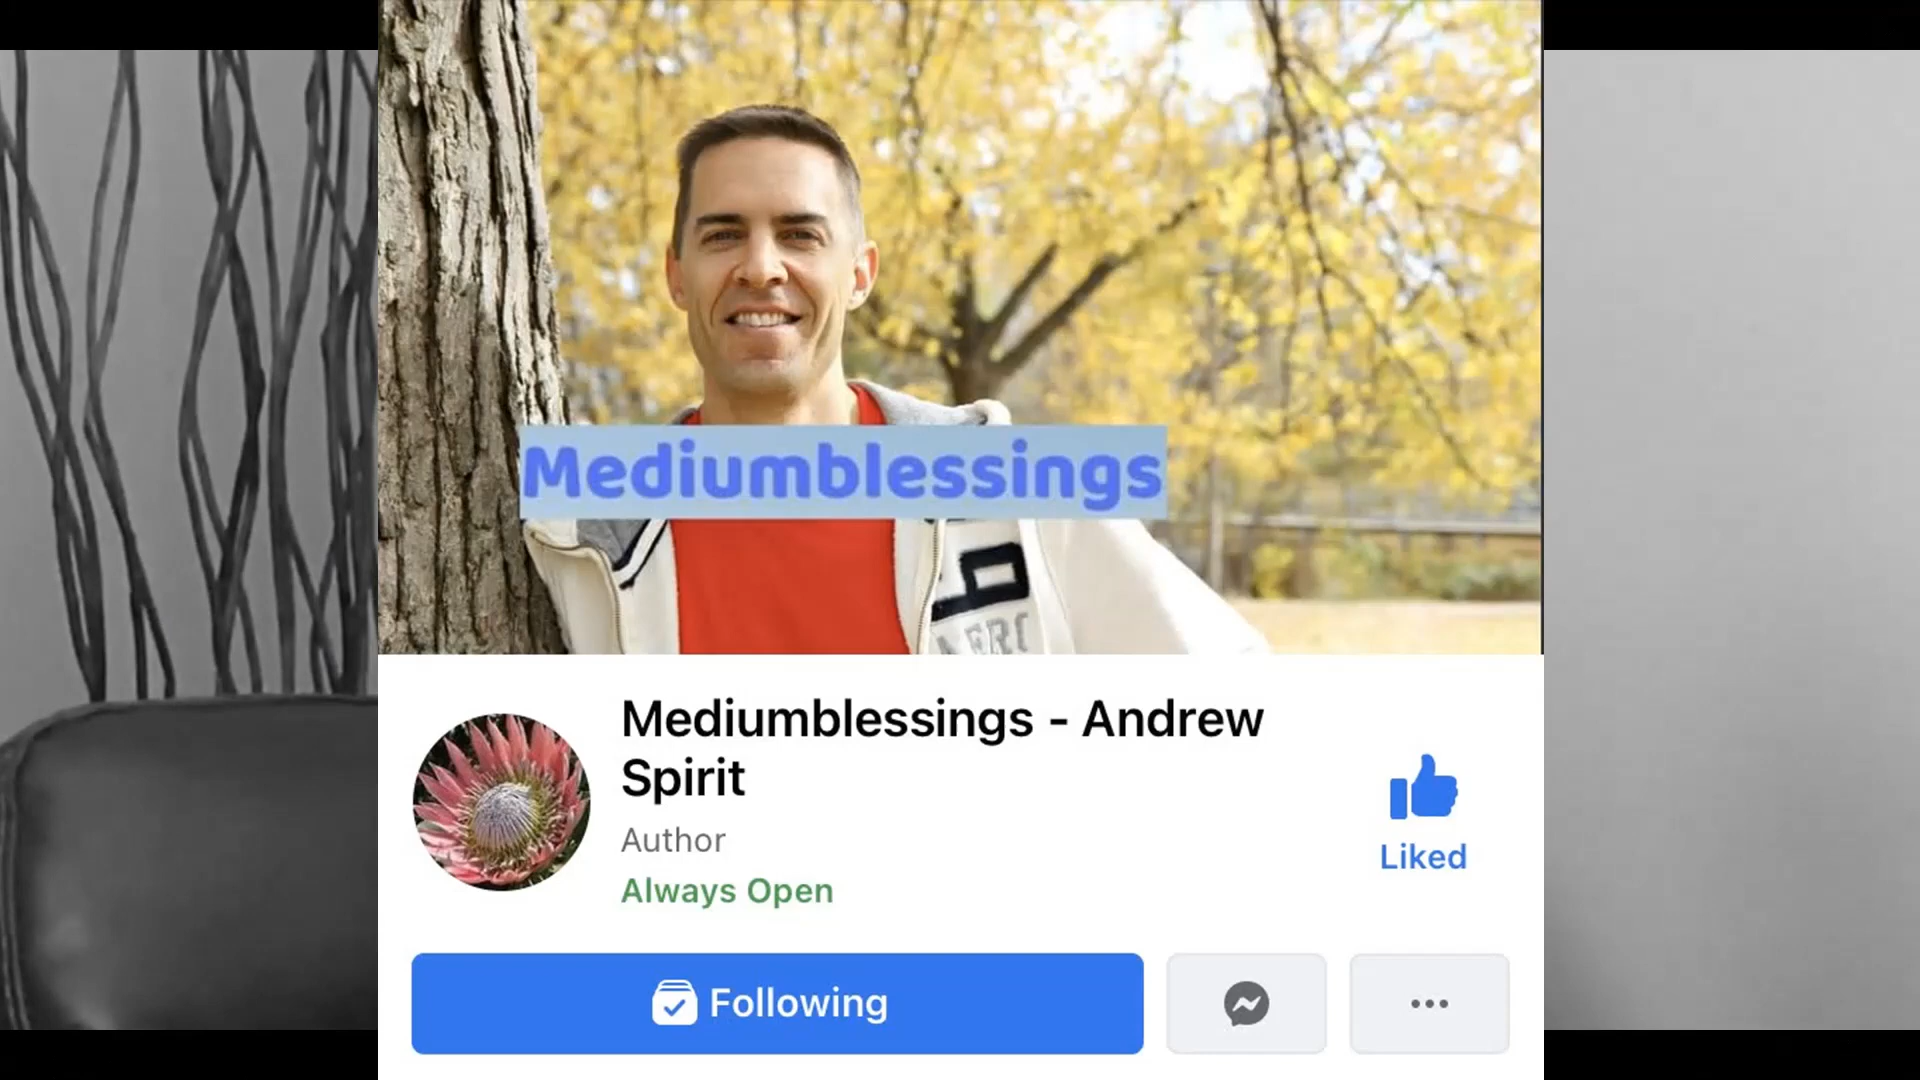 Mediumblessings
Mediumblessings - Andrew
Spirit
Author
Always Open
Liked
Following